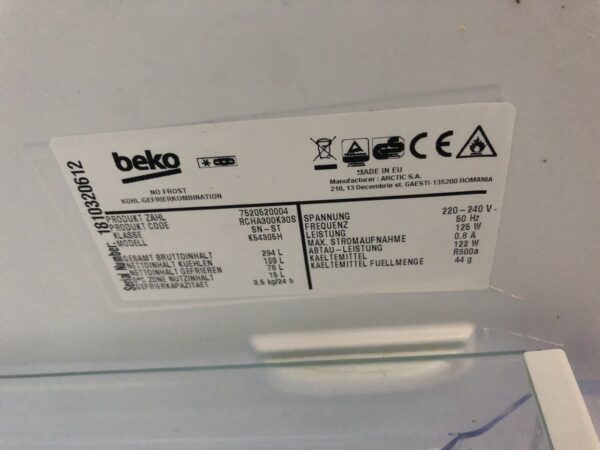 beko
NO FROST
KUHL-GEFRIERKOMBINATION
MADE IN EU
Manufacturer : ARCTIC S.A.
210, 13 Decembrie st. GAESTI-135200 ROMANIA
Serial Number: 1810320612
PRODUKT ZAHL 7520520004
PRODUKT CODE RCHA300K30S
KLASSE SN-ST
MODELL K54305H
GESAMT BRUTTOINHALT 294 L
NETTOINHALT KUEHLEN
NETTOINHALT GEFRIEREN 76 L
ZONE NUTZINHALT 15 L
GEFRIERKAPAZITAET 3.5 kg/24 h
SPANNUNG 220-240 V~
FREQUENZ 50 Hz
LEISTUNG 125 W
MAX. STROMAUFNAHME 0.8 A
ABTAU-LEISTUNG 122 W
KAELTEMITTEL R600a
KAELTEMITTEL FUELLMENGE 44 g